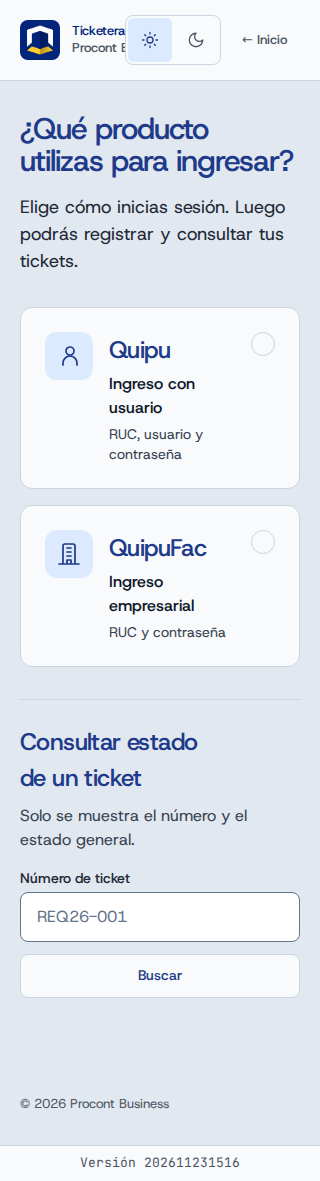 Ticketera
Procont B
← Inicio
¿Qué producto
utilizas para ingresar?
Elige cómo inicias sesión. Luego
podrás registrar y consultar tus
tickets.
Quipu
Ingreso con
usuario
RUC, usuario y
contraseña
QuipuFac
Ingreso
empresarial
RUC y contraseña
Consultar estado
de un ticket
Solo se muestra el número y el
estado general.
Número de ticket
REQ26-001
Buscar
© 2026 Procont Business
Versión 202611231516